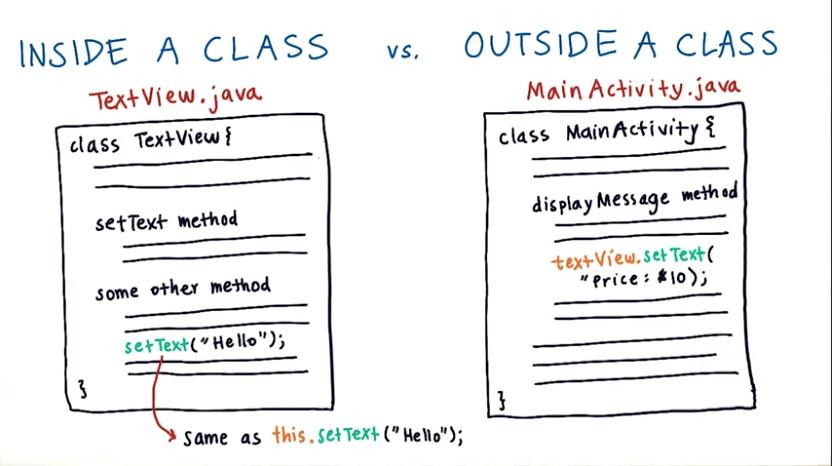 INSIDE A CLASS vs. OUTSIDE A CLASS
TextView.java
class TextView {
setText method
some other method
setText("Hello");
}
same as this.setText("Hello");
MainActivity.java
class MainActivity {
displayMessage method
textView.setText(
"Price: $10);
}